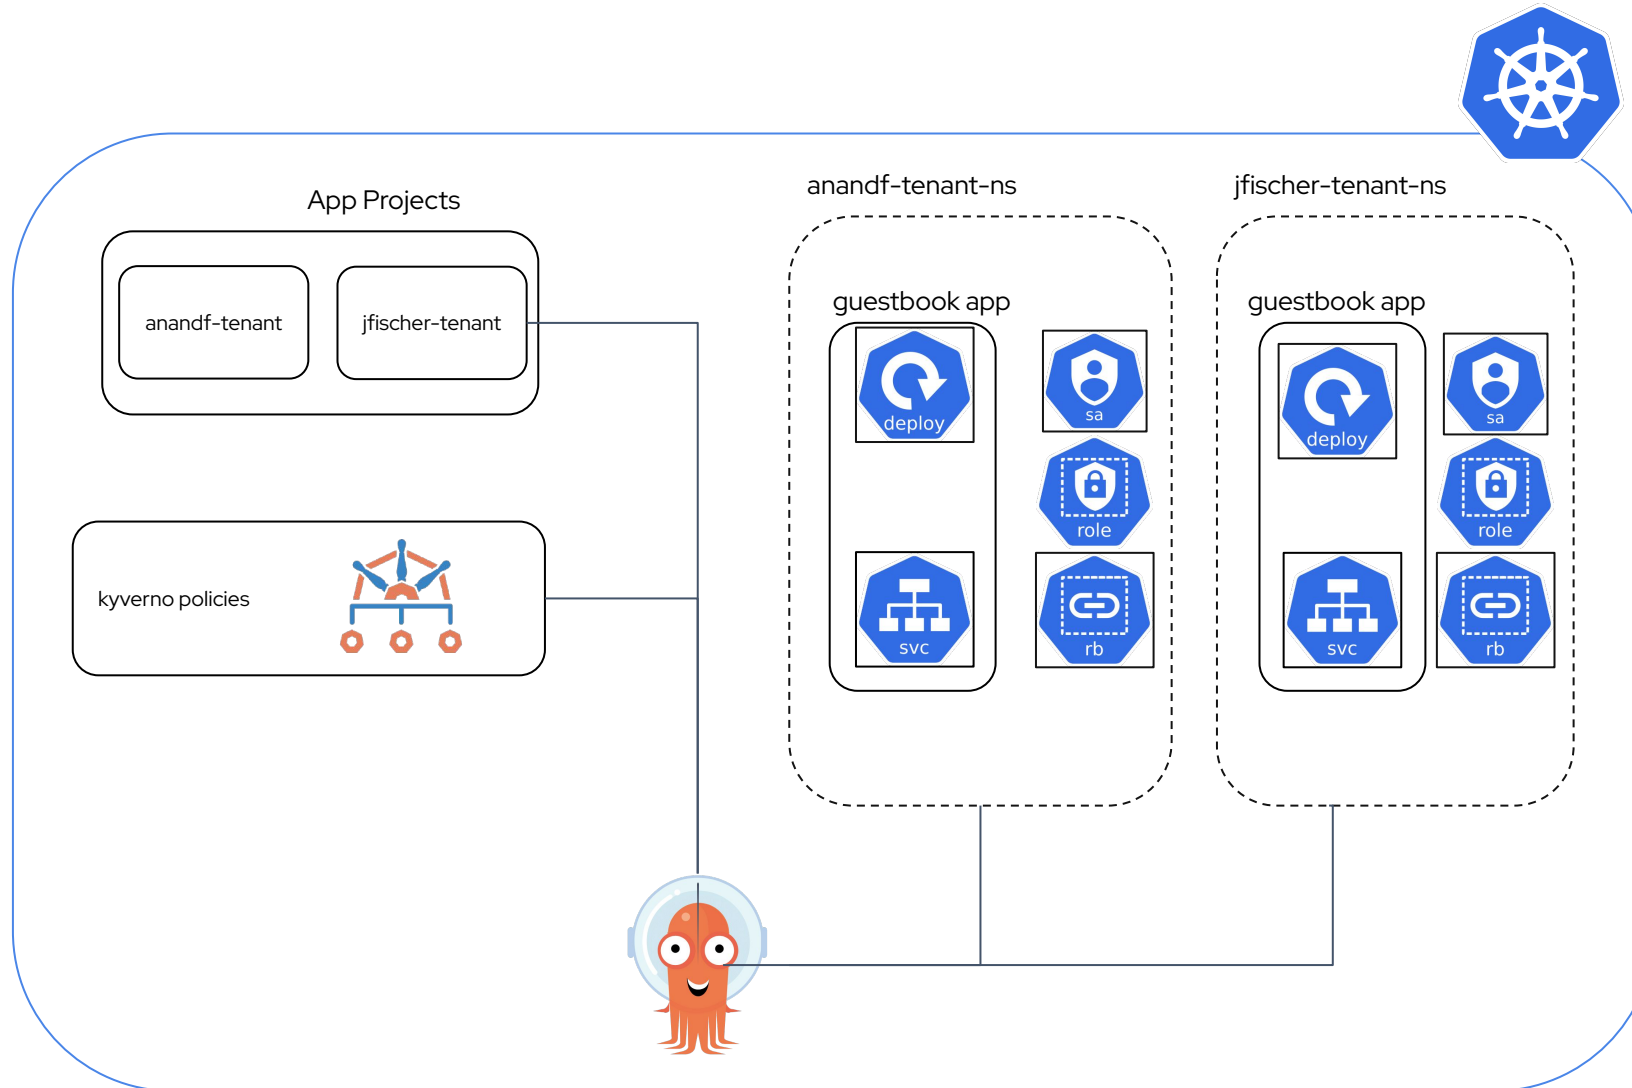 App Projects
anandf-tenant
jfischer-tenant
kyverno policies
anandf-tenant-ns
guestbook app
deploy
sa
role
svc
rb
jfischer-tenant-ns
guestbook app
deploy
sa
role
svc
rb